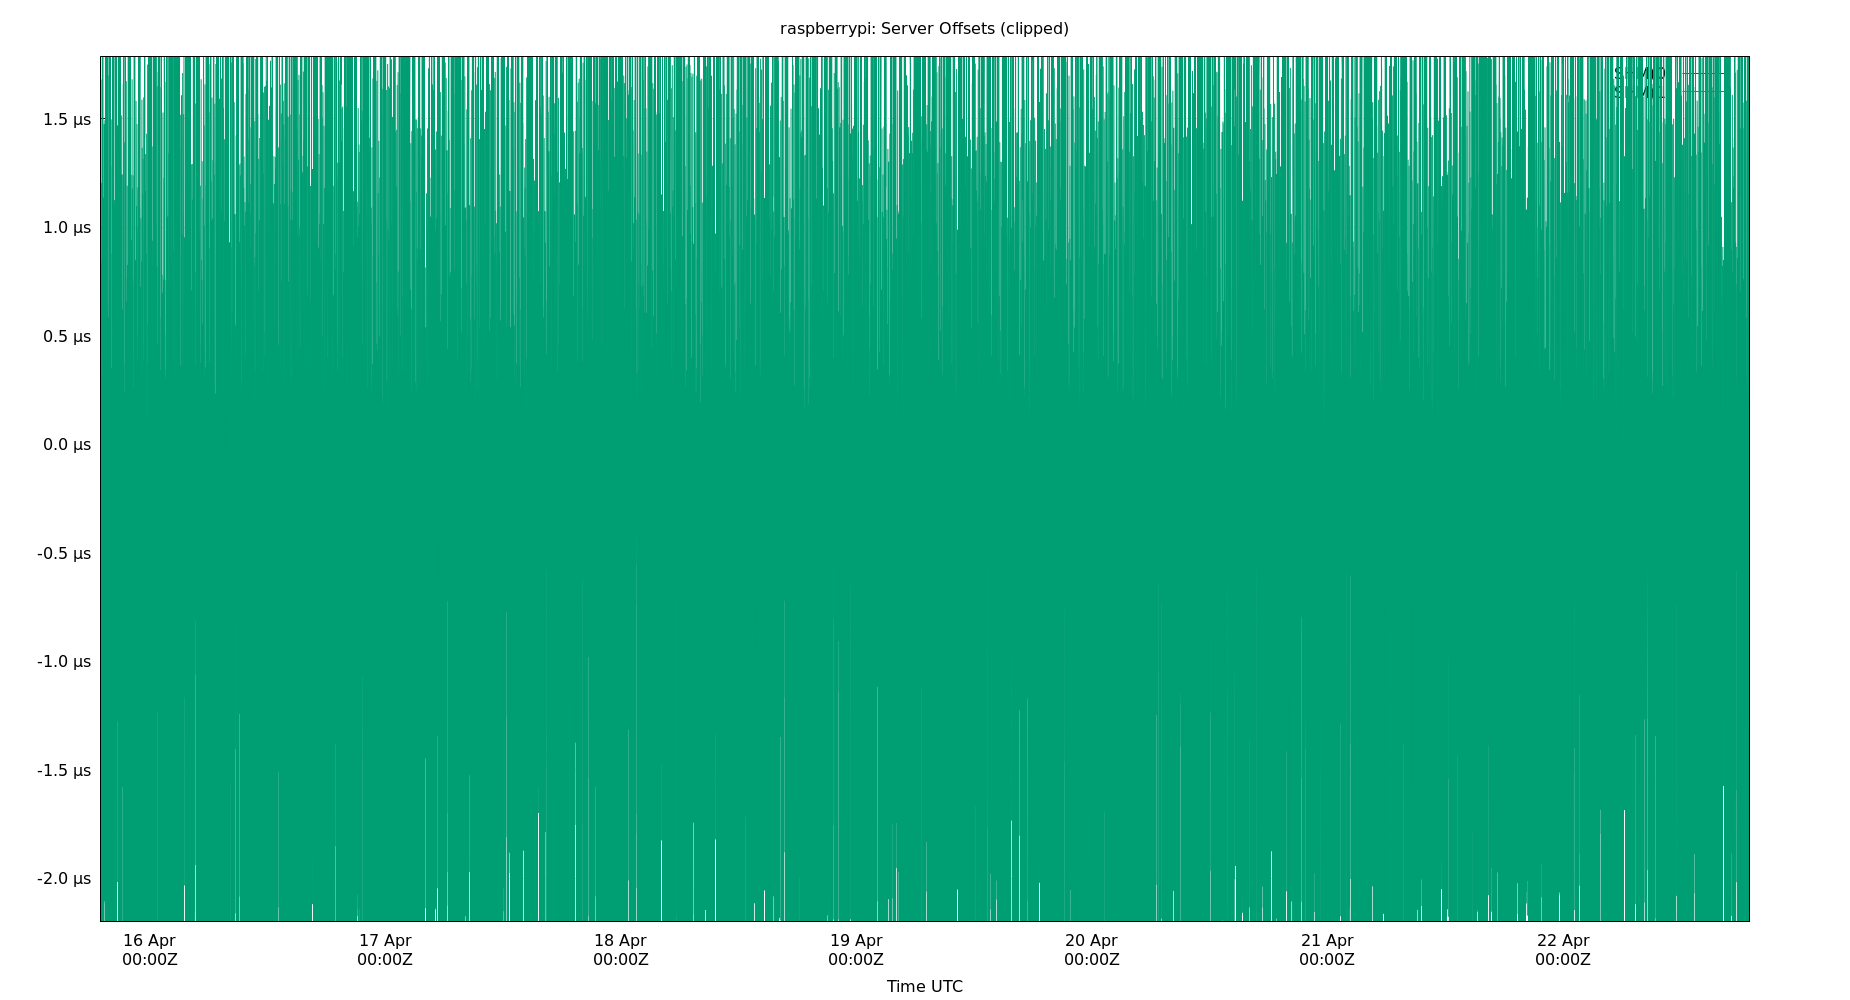 raspberrypi: Server Offsets (clipped)
1.5 µs
1.0 µs
0.5 µs
0.0 µs
-0.5 µs
-1.0 µs
-1.5 µs
-2.0 µs
16 Apr 17 Apr 18 Apr 19 Apr 20 Apr 21 Apr 22 Apr
00:00Z 00:00Z 00:00Z 00:00Z 00:00Z 00:00Z 00:00Z
Time UTC